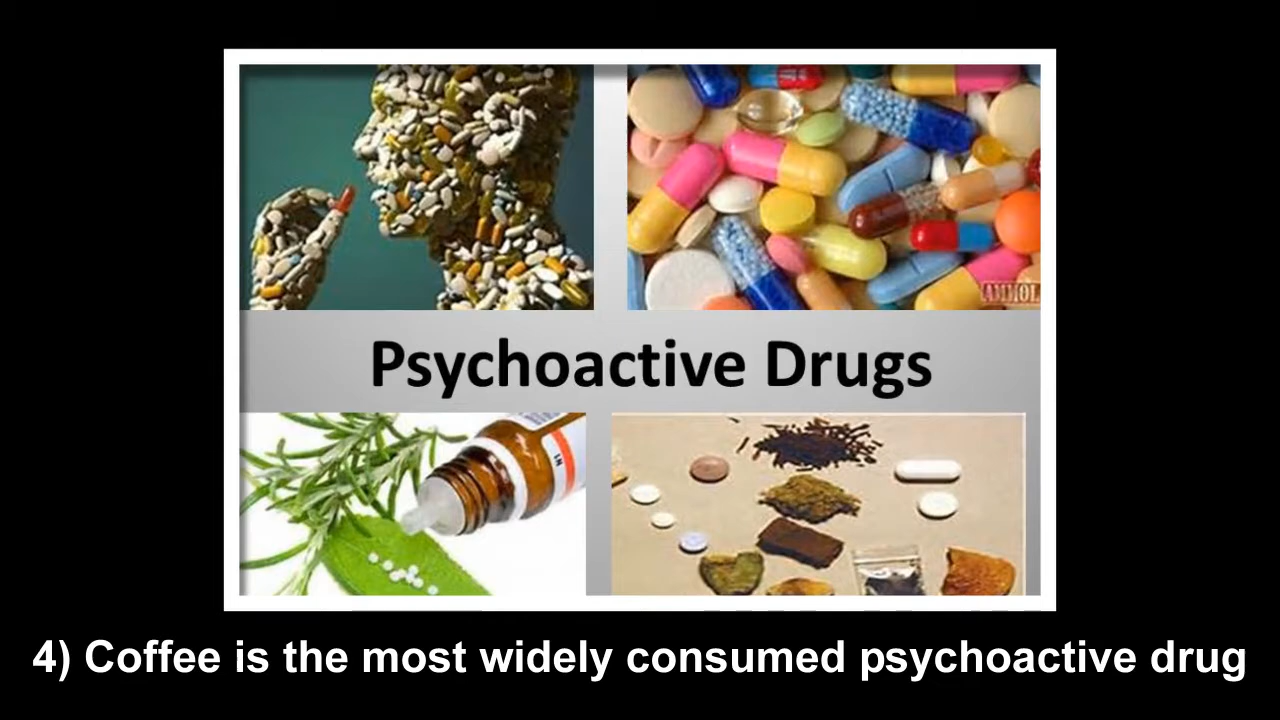 Psychoactive Drugs
4) Coffee is the most widely consumed psychoactive drug